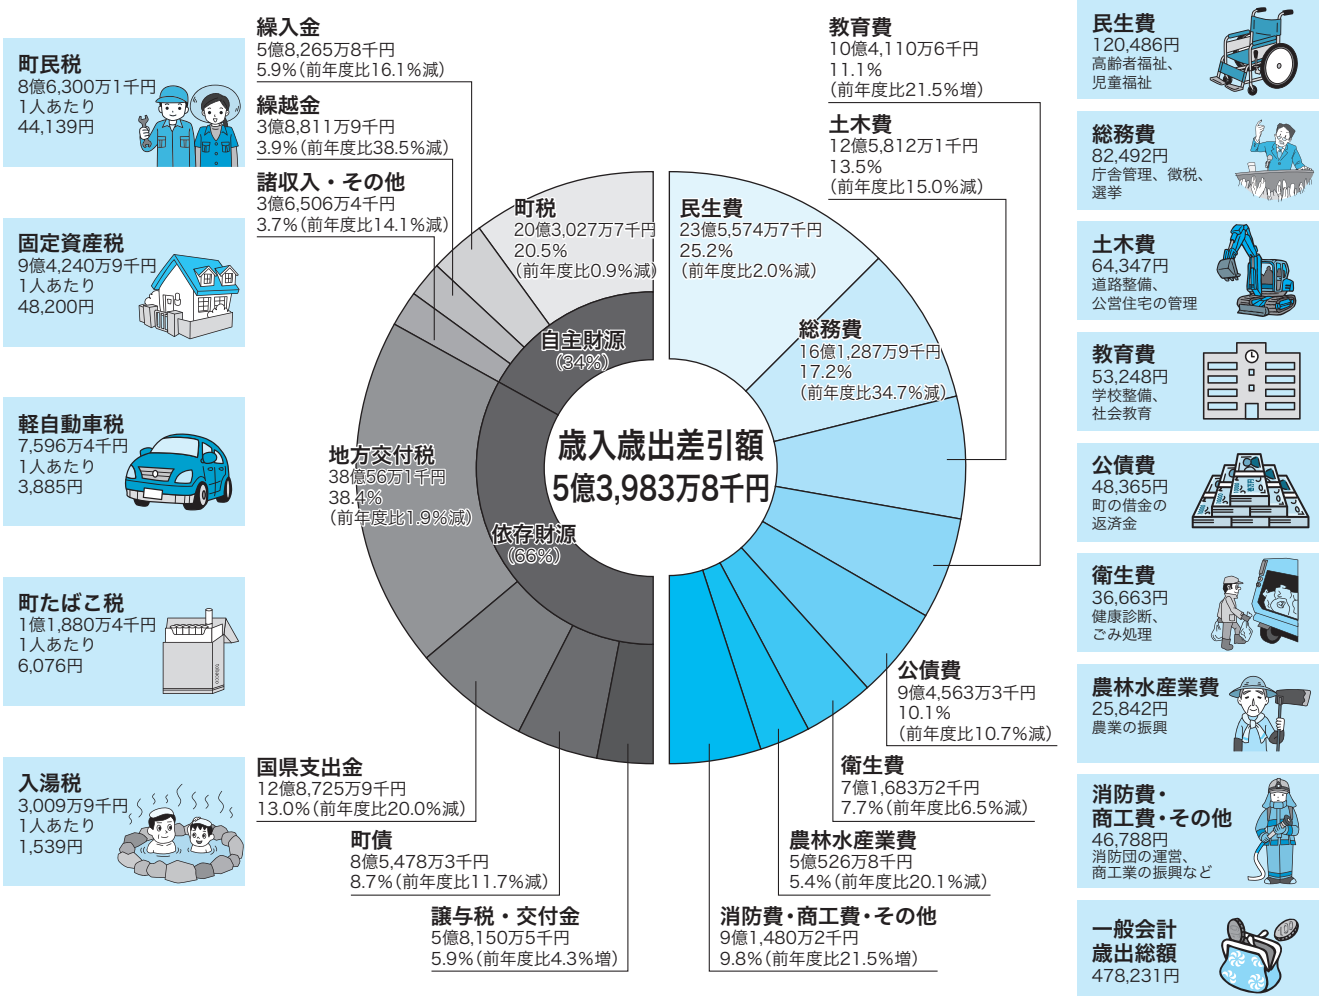 町民税
8億6,300万1千円
1人あたり
44,139円
固定資産税
9億4,240万9千円
1人あたり
48,200円
軽自動車税
7,596万4千円
1人あたり
3,885円
町たばこ税
1億1,880万4千円
1人あたり
6,076円
tobacco
入湯税
3,009万9千円
1人あたり
1,539円
繰入金
5億8,265万8千円
5.9%(前年度比16.1%減)
繰越金
3億8,811万9千円
3.9%(前年度比38.5%減)
諸収入・その他
3億6,506万4千円
3.7%(前年度比14.1%減)
町税
20億3,027万7千円
20.5%
(前年度比0.9%減)
自主財源
(34%)
地方交付税
38億56万1千円
38.4%
(前年度比1.9%減)
依存財源
(66%)
国県支出金
12億8,725万9千円
13.0%(前年度比20.0%減)
町債
8億5,478万3千円
8.7%(前年度比11.7%減)
譲与税・交付金
5億8,150万5千円
5.9%(前年度比4.3%増)
歳入歳出差引額
5億3,983万8千円
教育費
10億4,110万6千円
11.1%
(前年度比21.5%増)
土木費
12億5,812万1千円
13.5%
(前年度比15.0%減)
民生費
23億5,574万7千円
25.2%
(前年度比2.0%減)
総務費
16億1,287万9千円
17.2%
(前年度比34.7%減)
公債費
9億4,563万3千円
10.1%
(前年度比10.7%減)
衛生費
7億1,683万2千円
7.7%(前年度比6.5%減)
農林水産業費
5億526万8千円
5.4%(前年度比20.1%減)
消防費・商工費・その他
9億1,480万2千円
9.8%(前年度比21.5%増)
民生費
120,486円
高齢者福祉、
児童福祉
総務費
82,492円
庁舎管理、徴税、
選挙
土木費
64,347円
道路整備、
公営住宅の管理
教育費
53,248円
学校整備、
社会教育
公債費
48,365円
町の借金の
返済金
衛生費
36,663円
健康診断、
ごみ処理
農林水産業費
25,842円
農業の振興
消防費・
商工費・その他
46,788円
消防団の運営、
商工業の振興など
一般会計
歳出総額
478,231円